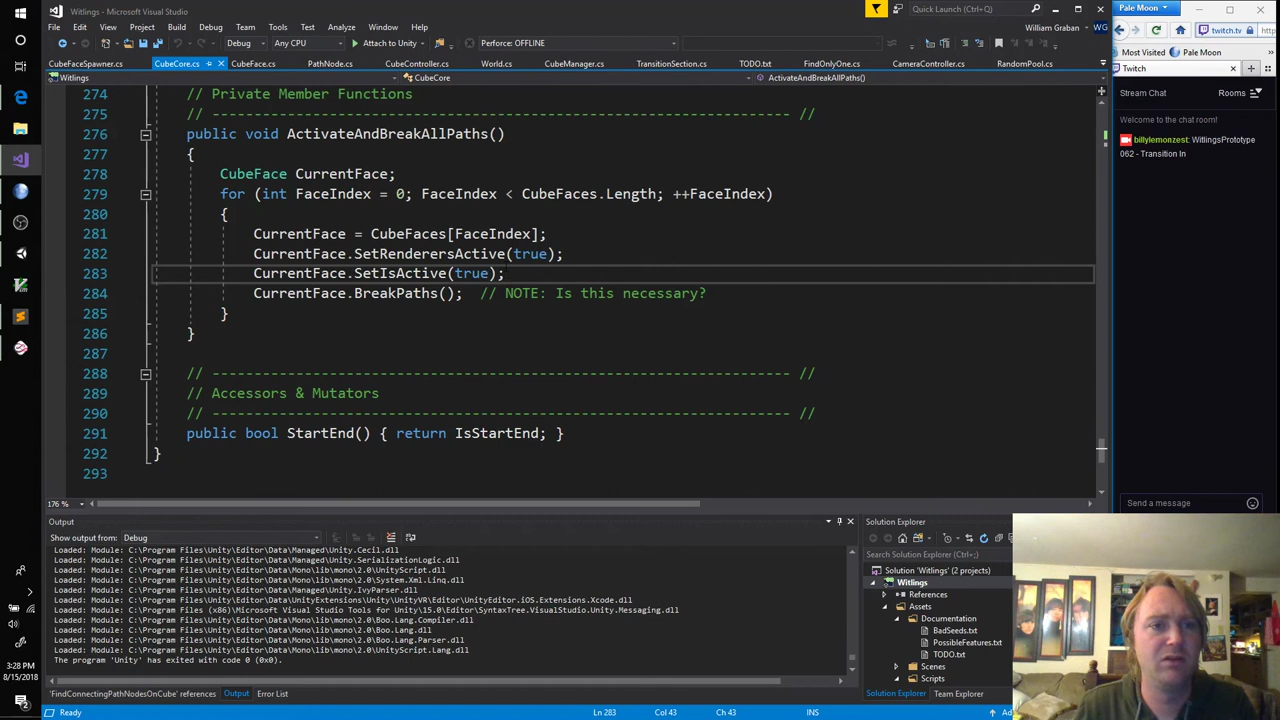 Witlings - Microsoft Visual Studio
Quick Launch (Ctrl+Q)
Pale Moon
File Edit View Project Build Debug Team Tools Test Analyze Window Help
William Graban WG
Debug Any CPU Attach to Unity Perforce: OFFLINE
twitch.tv
Most Visited Pale Moon
CubeFaceSpawner.cs CubeCore.cs CubeFace.cs PathNode.cs CubeController.cs World.cs CubeManager.cs TransitionSection.cs TODO.txt FindOnlyOne.cs CameraController.cs RandomPool.cs
Twitch
Witlings CubeCore ActivateAndBreakAllPaths()
Stream Chat Rooms
Welcome to the chat room!
billylemonzest: WitlingsPrototype
062 - Transition In
274 // Private Member Functions
275 // --------------------------------------------------------------------- //
276 public void ActivateAndBreakAllPaths()
277 {
278 CubeFace CurrentFace;
279 for (int FaceIndex = 0; FaceIndex < CubeFaces.Length; ++FaceIndex)
280 {
281 CurrentFace = CubeFaces[FaceIndex];
282 CurrentFace.SetRenderersActive(true);
283 CurrentFace.SetIsActive(true);
284 CurrentFace.BreakPaths(); // NOTE: Is this necessary?
285 }
286 }
287
288 // --------------------------------------------------------------------- //
289 // Accessors & Mutators
290 // --------------------------------------------------------------------- //
291 public bool StartEnd() { return IsStartEnd; }
292 }
293
176 %
Send a message
Output
Show output from: Debug
Loaded: Module: C:\Program Files\Unity\Editor\Data\Managed\Unity.Cecil.dll
Loaded: Module: C:\Program Files\Unity\Editor\Data\Managed\Unity.SerializationLogic.dll
Loaded: Module: C:\Program Files\Unity\Editor\Data\Mono\lib\mono\2.0\System.Xml.Linq.dll
Loaded: Module: C:\Program Files\Unity\Editor\Data\Managed\Unity.IvyParser.dll
Loaded: Module: C:\Program Files\Unity\Editor\Data\UnityExtensions\Unity\UnityVR\Editor\UnityEditor.iOS.Extensions.Xcode.dll
Loaded: Module: C:\Program Files (x86)\Microsoft Visual Studio Tools for Unity\15.0\Editor\SyntaxTree.VisualStudio.Unity.Messaging.dll
Loaded: Module: C:\Program Files\Unity\Editor\Data\Mono\lib\mono\2.0\Boo.Lang.Compiler.dll
Loaded: Module: C:\Program Files\Unity\Editor\Data\Mono\lib\mono\2.0\UnityScript.dll
Loaded: Module: C:\Program Files\Unity\Editor\Data\Mono\lib\mono\2.0\Boo.Lang.dll
Loaded: Module: C:\Program Files\Unity\Editor\Data\Mono\lib\mono\2.0\Boo.Lang.Parser.dll
Loaded: Module: C:\Program Files\Unity\Editor\Data\Mono\lib\mono\2.0\UnityScript.Lang.dll
The program 'Unity' has exited with code 0 (0x0).
'FindConnectingPathNodesOnCube' references Output Error List
Solution Explorer
Search Solution Explorer (Ctrl+;)
Solution 'Witlings' (2 projects)
Witlings
References
Assets
Documentation
BadSeeds.txt
PossibleFeatures.txt
TODO.txt
Scenes
Scripts
Solution Explorer Team Explorer
Ready Ln 283 Col 43 Ch 43 INS
3:28 PM
8/15/2018
2